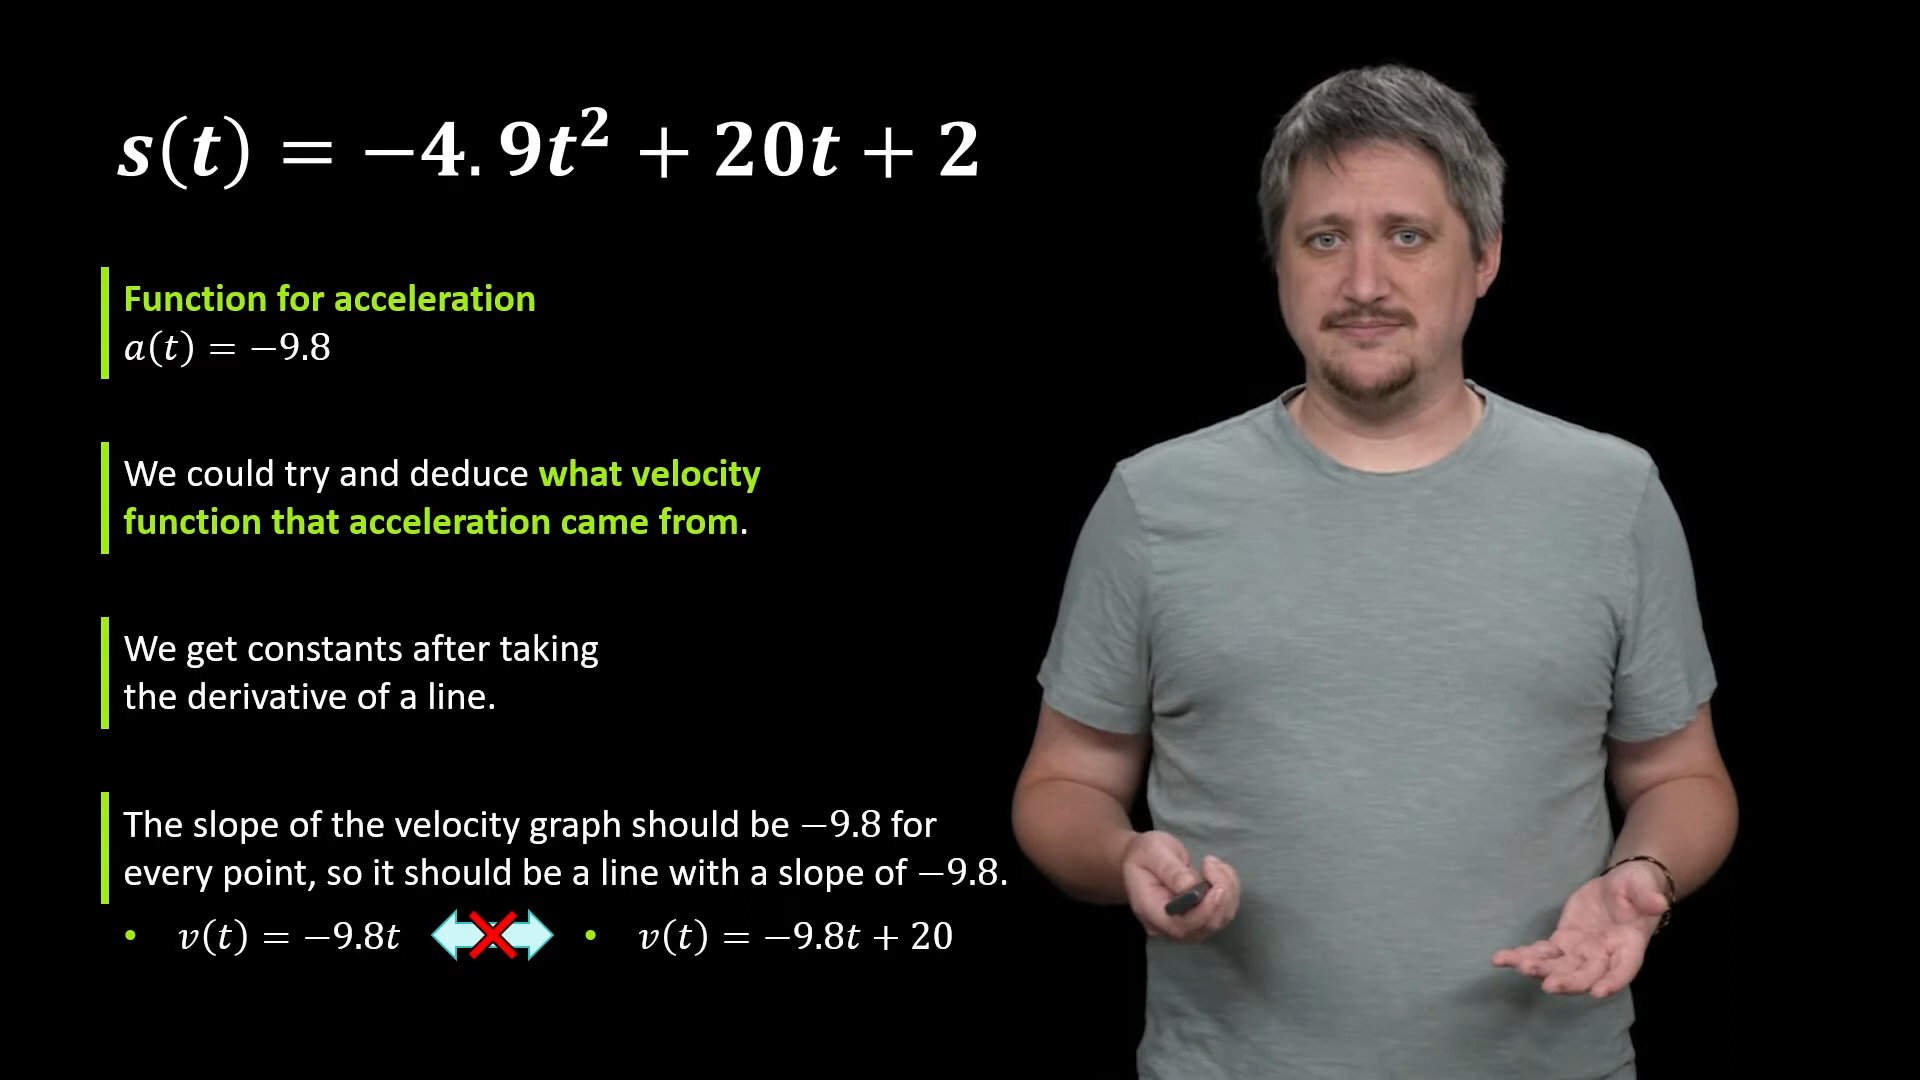 s(t) = −4.9t² + 20t + 2
Function for acceleration
a(t) = −9.8
We could try and deduce what velocity
function that acceleration came from.
We get constants after taking
the derivative of a line.
The slope of the velocity graph should be −9.8 for
every point, so it should be a line with a slope of −9.8.
• v(t) = −9.8t • v(t) = −9.8t + 20